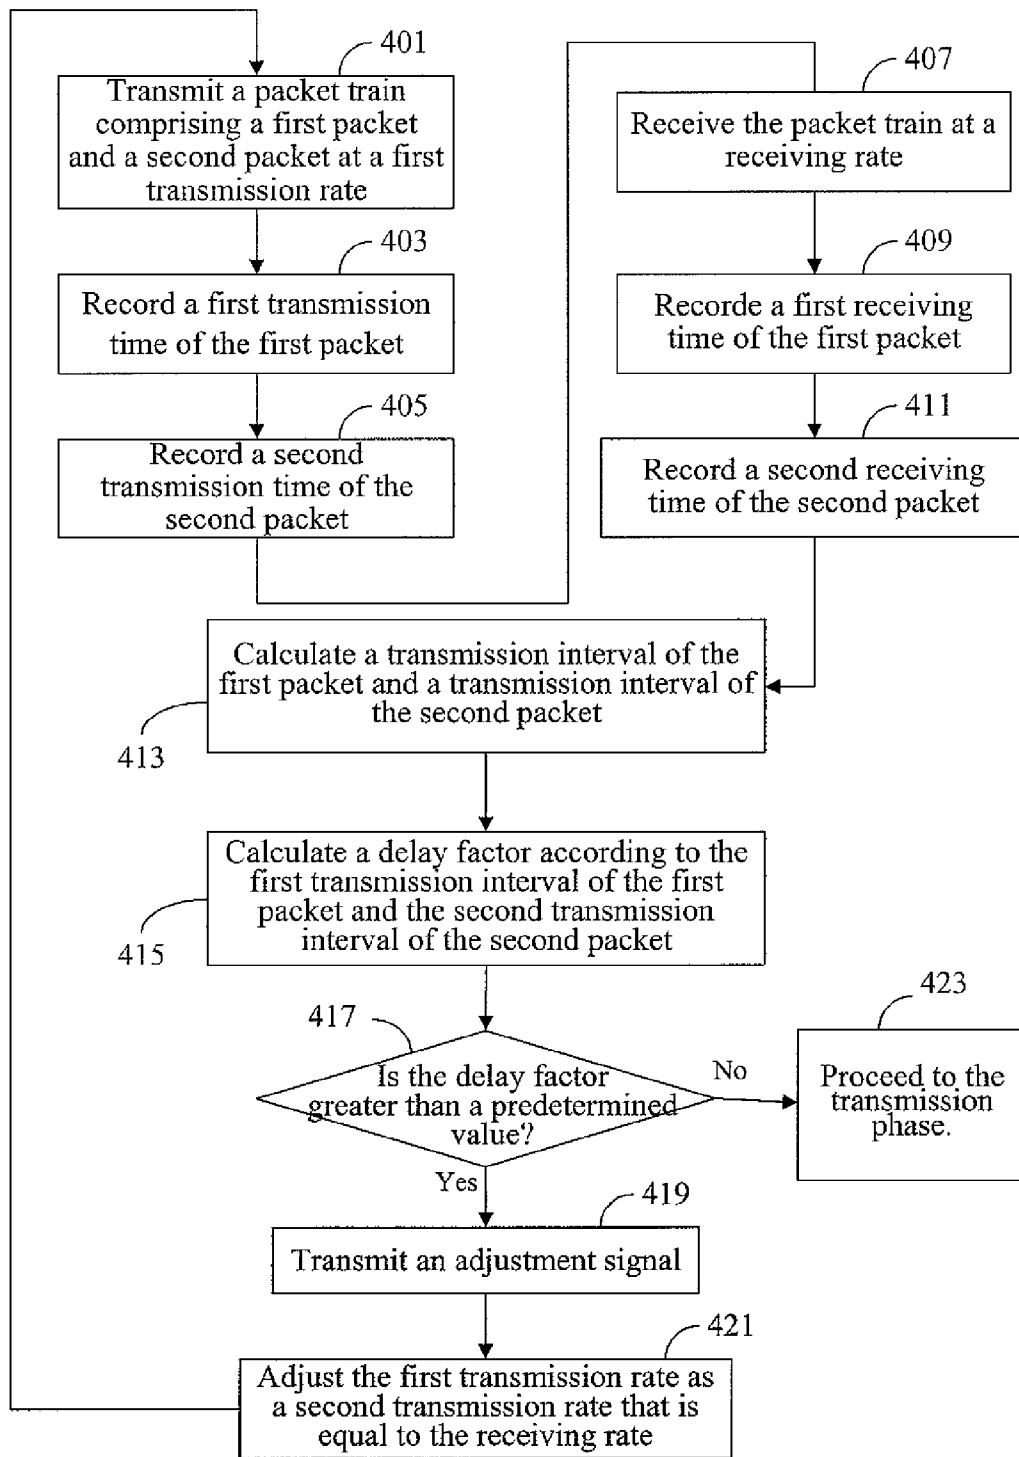 401
Transmit a packet train
comprising a first packet
and a second packet at a first
transmission rate
403
Record a first transmission
time of the first packet
405
Record a second
transmission time of the
second packet
407
Receive the packet train at a
receiving rate
409
Recorde a first receiving
time of the first packet
411
Record a second receiving
time of the second packet
Calculate a transmission interval of the
first packet and a transmission interval of
the second packet
413
Calculate a delay factor according to the
first transmission interval of the first
packet and the second transmission
interval of the second packet
415
417
Is the delay factor
greater than a predetermined
value?
No
423
Proceed to the
transmission
phase.
Yes
419
Transmit an adjustment signal
421
Adjust the first transmission rate as
a second transmission rate that is
equal to the receiving rate